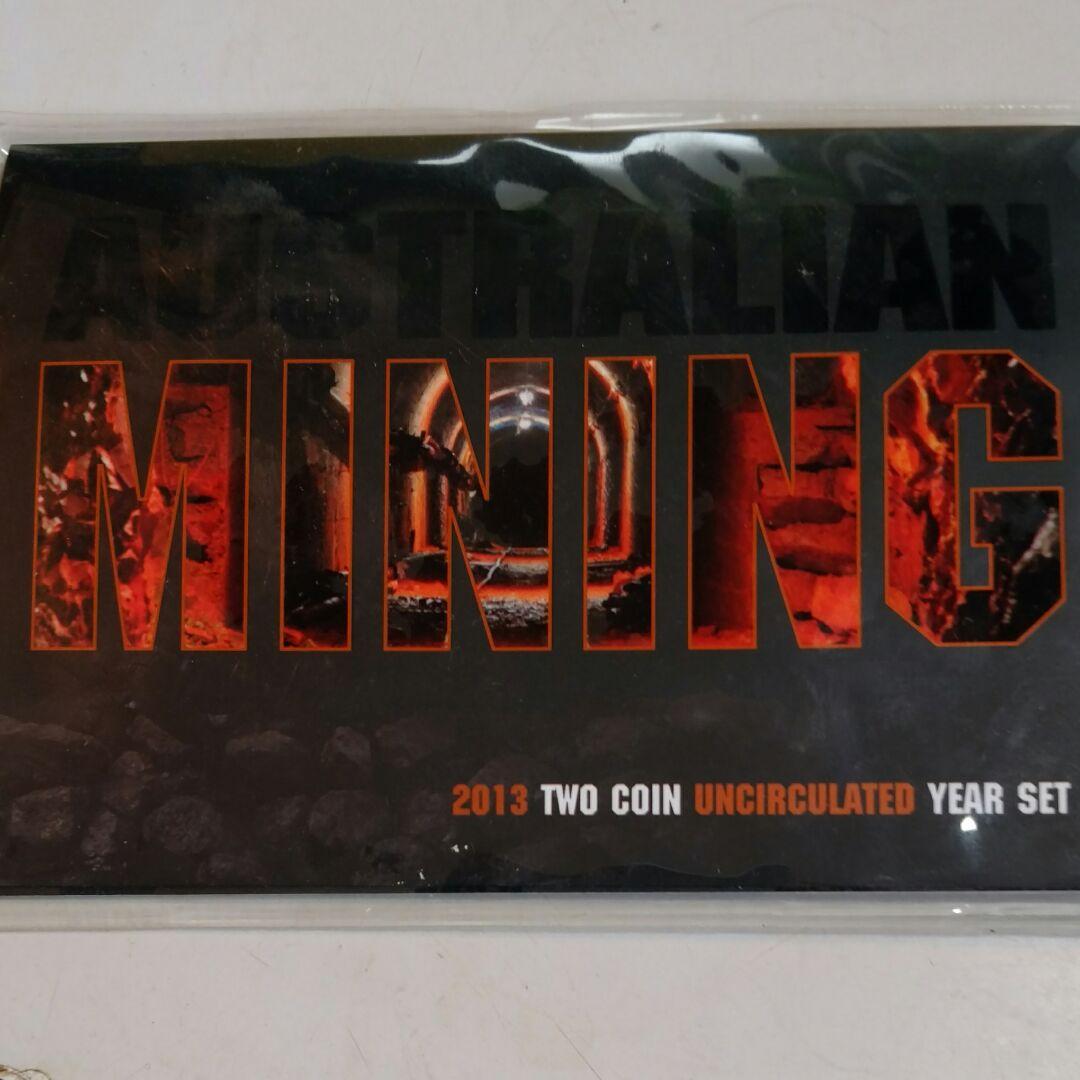 AUSTRALIAN
MINING
2013 TWO COIN UNCIRCULATED YEAR SET